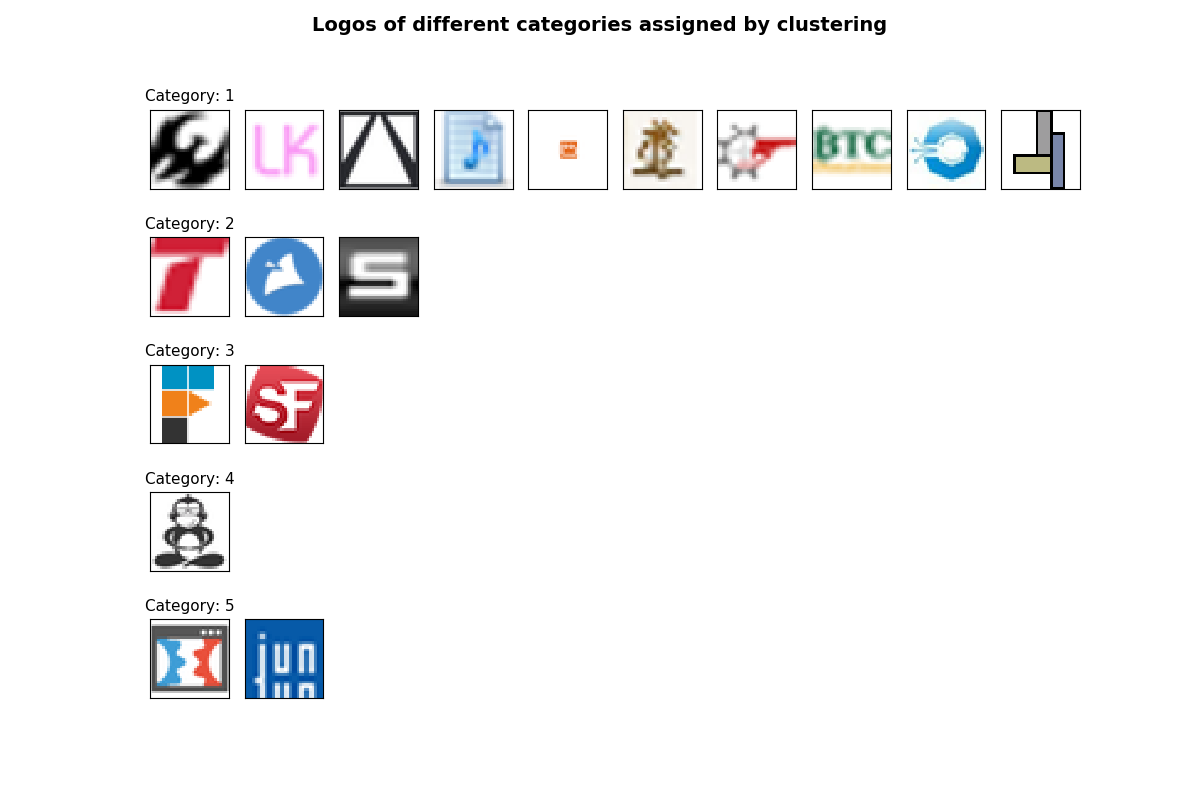 Logos of different categories assigned by clustering
Category: 1
LK
BTC
Category: 2
T
S
Category: 3
F
SF
Category: 4
Category: 5
jun